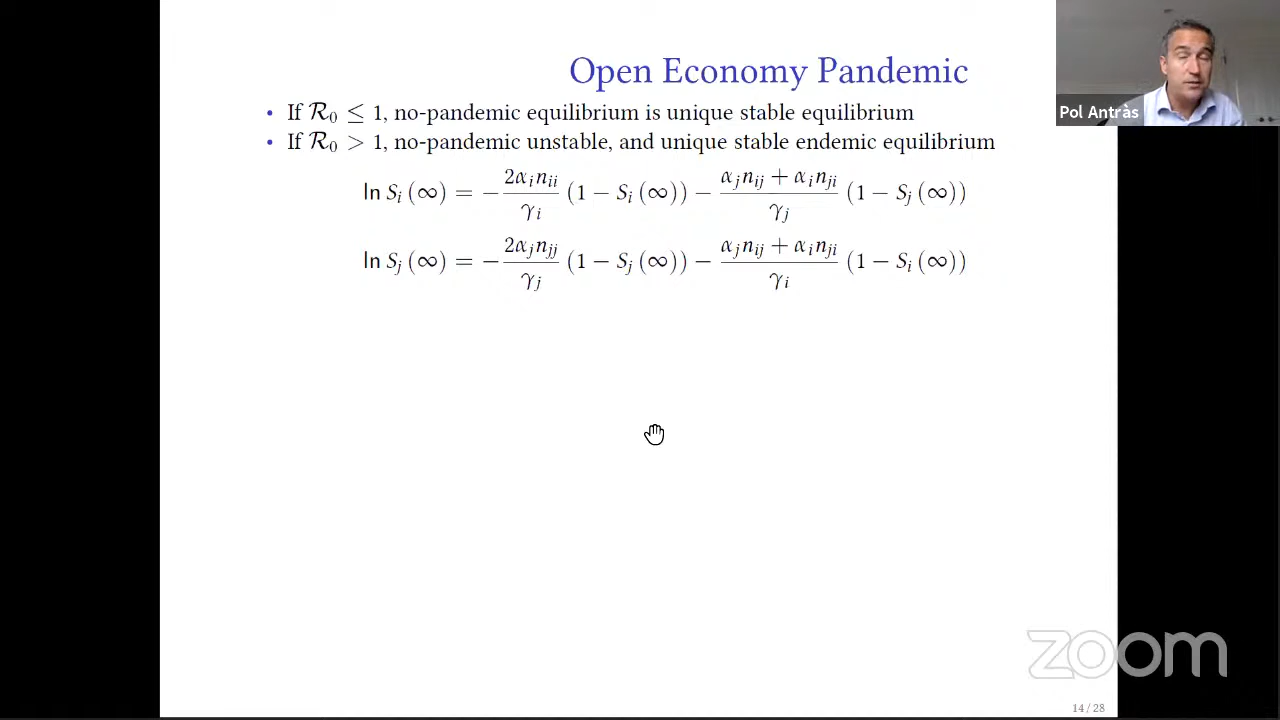 Open Economy Pandemic
Pol Antràs
• If ℛ₀ ≤ 1, no-pandemic equilibrium is unique stable equilibrium
• If ℛ₀ > 1, no-pandemic unstable, and unique stable endemic equilibrium
ln Sᵢ (∞) = − 2αᵢnᵢᵢ / γᵢ (1 − Sᵢ (∞)) − αⱼnᵢⱼ + αᵢnⱼᵢ / γⱼ (1 − Sⱼ (∞))
ln Sⱼ (∞) = − 2αⱼnⱼⱼ / γⱼ (1 − Sⱼ (∞)) − αⱼnᵢⱼ + αᵢnⱼᵢ / γᵢ (1 − Sᵢ (∞))
zoom
14 / 28